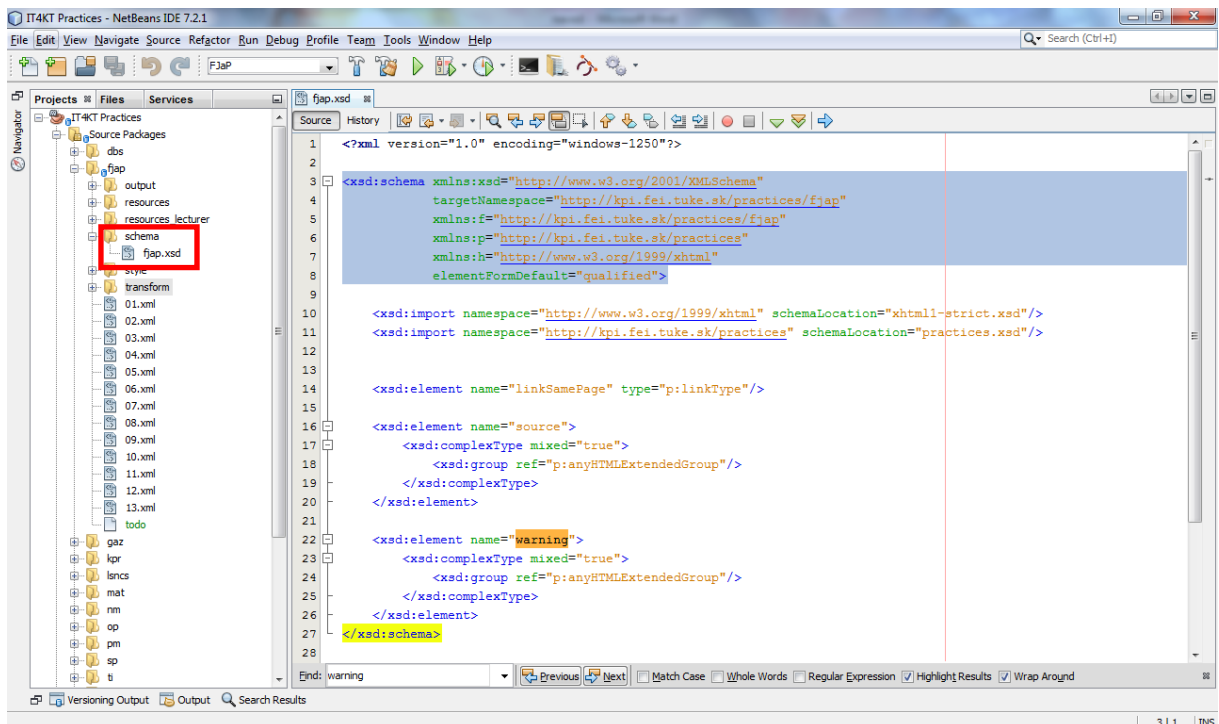 IT4KT Practices - NetBeans IDE 7.2.1
File Edit View Navigate Source Refactor Run Debug Profile Team Tools Window Help
Search (Ctrl+I)
FJaP
Projects Files Services
Navigator
IT4KT Practices
Source Packages
dbs
fjap
output
resources
resources_lecturer
schema
fjap.xsd
style
transform
01.xml
02.xml
03.xml
04.xml
05.xml
06.xml
07.xml
08.xml
09.xml
10.xml
11.xml
12.xml
13.xml
todo
gaz
kpr
lsncs
mat
nm
op
pm
sp
ti
fjap.xsd
Source History
1 <?xml version="1.0" encoding="windows-1250"?>
2
3 <xsd:schema xmlns:xsd="http://www.w3.org/2001/XMLSchema"
4 targetNamespace="http://kpi.fei.tuke.sk/practices/fjap"
5 xmlns:f="http://kpi.fei.tuke.sk/practices/fjap"
6 xmlns:p="http://kpi.fei.tuke.sk/practices"
7 xmlns:h="http://www.w3.org/1999/xhtml"
8 elementFormDefault="qualified">
9
10 <xsd:import namespace="http://www.w3.org/1999/xhtml" schemaLocation="xhtml1-strict.xsd"/>
11 <xsd:import namespace="http://kpi.fei.tuke.sk/practices" schemaLocation="practices.xsd"/>
12
13
14 <xsd:element name="linkSamePage" type="p:linkType"/>
15
16 <xsd:element name="source">
17 <xsd:complexType mixed="true">
18 <xsd:group ref="p:anyHTMLExtendedGroup"/>
19 </xsd:complexType>
20 </xsd:element>
21
22 <xsd:element name="warning">
23 <xsd:complexType mixed="true">
24 <xsd:group ref="p:anyHTMLExtendedGroup"/>
25 </xsd:complexType>
26 </xsd:element>
27 </xsd:schema>
28
Find: warning Previous Next Match Case Whole Words Regular Expression Highlight Results Wrap Around
Versioning Output Output Search Results
3 | 1 INS